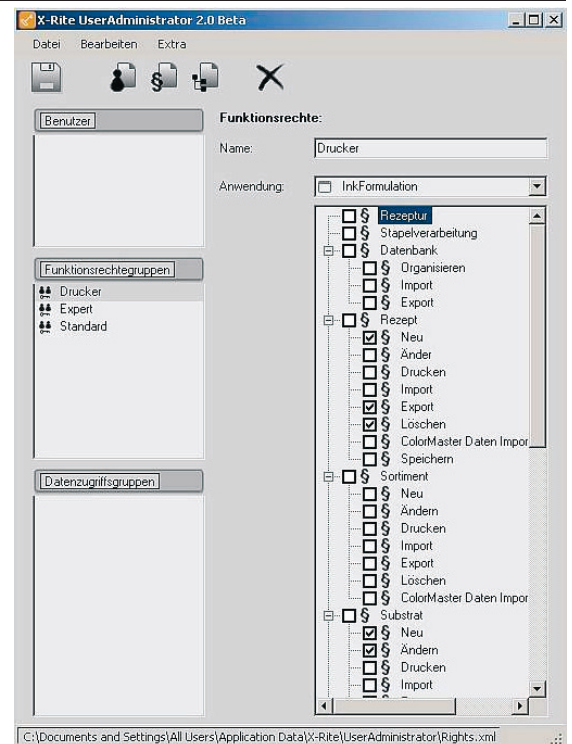 X-Rite UserAdministrator 2.0 Beta
Datei Bearbeiten Extra
Benutzer
Funktionsrechtegruppen
Drucker
Expert
Standard
Datenzugriffsgruppen
Funktionsrechte:
Name: Drucker
Anwendung: InkFormulation
§ Rezeptur
§ Stapelverarbeitung
§ Datenbank
§ Organisieren
§ Import
§ Export
§ Rezept
§ Neu
§ Änder
§ Drucken
§ Import
§ Export
§ Löschen
§ ColorMaster Daten Impor
§ Speichern
§ Sortiment
§ Neu
§ Ändern
§ Drucken
§ Import
§ Export
§ Löschen
§ ColorMaster Daten Impor
§ Substrat
§ Neu
§ Ändern
§ Drucken
§ Import
C:\Documents and Settings\All Users\Application Data\X-Rite\UserAdministrator\Rights.xml